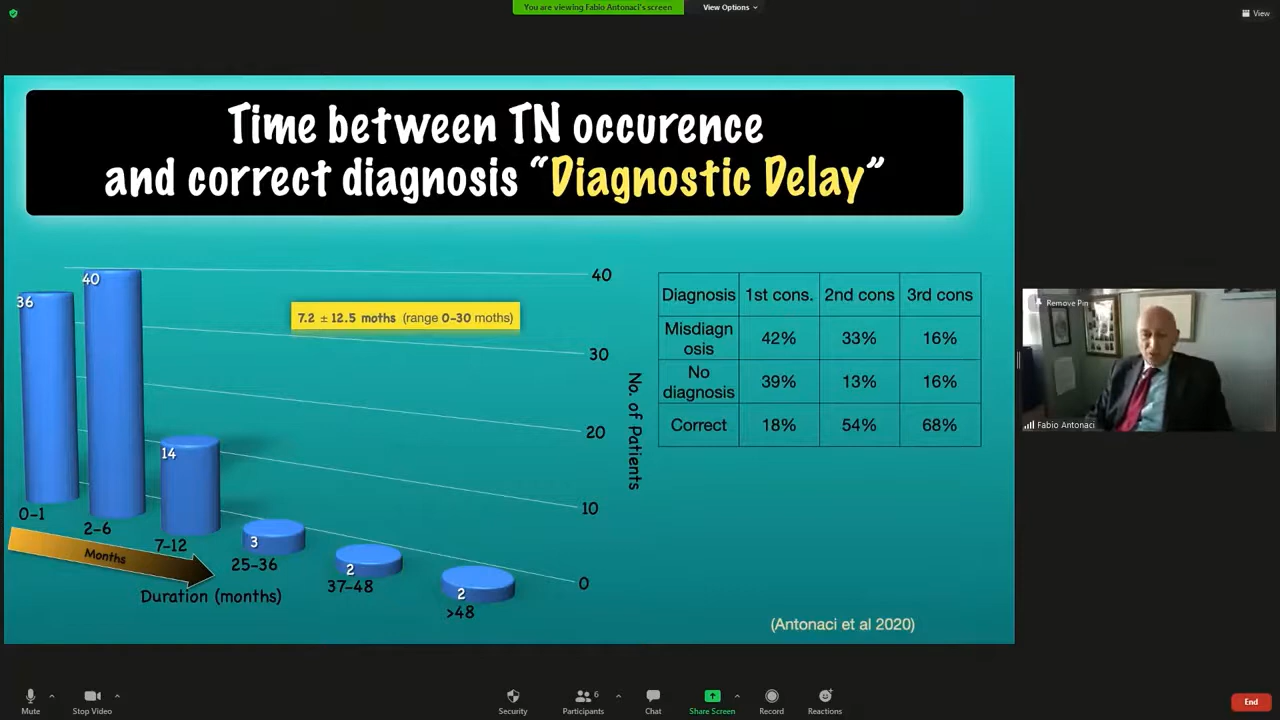 You are viewing Fabio Antonaci's screen
View Options
View
Time between TN occurence
and correct diagnosis “Diagnostic Delay”
36
40
14
3
2
2
7.2 ± 12.5 moths (range 0-30 moths)
40
30
20
10
0
No. of Patients
0-1
2-6
7-12
25-36
37-48
>48
Months
Duration (months)
Diagnosis 1st cons. 2nd cons 3rd cons
Misdiagn
osis 42% 33% 16%
No
diagnosis 39% 13% 16%
Correct 18% 54% 68%
(Antonaci et al 2020)
Remove Pin
Fabio Antonaci
Mute
Stop Video
Security
6
Participants
Chat
Share Screen
Record
Reactions
End